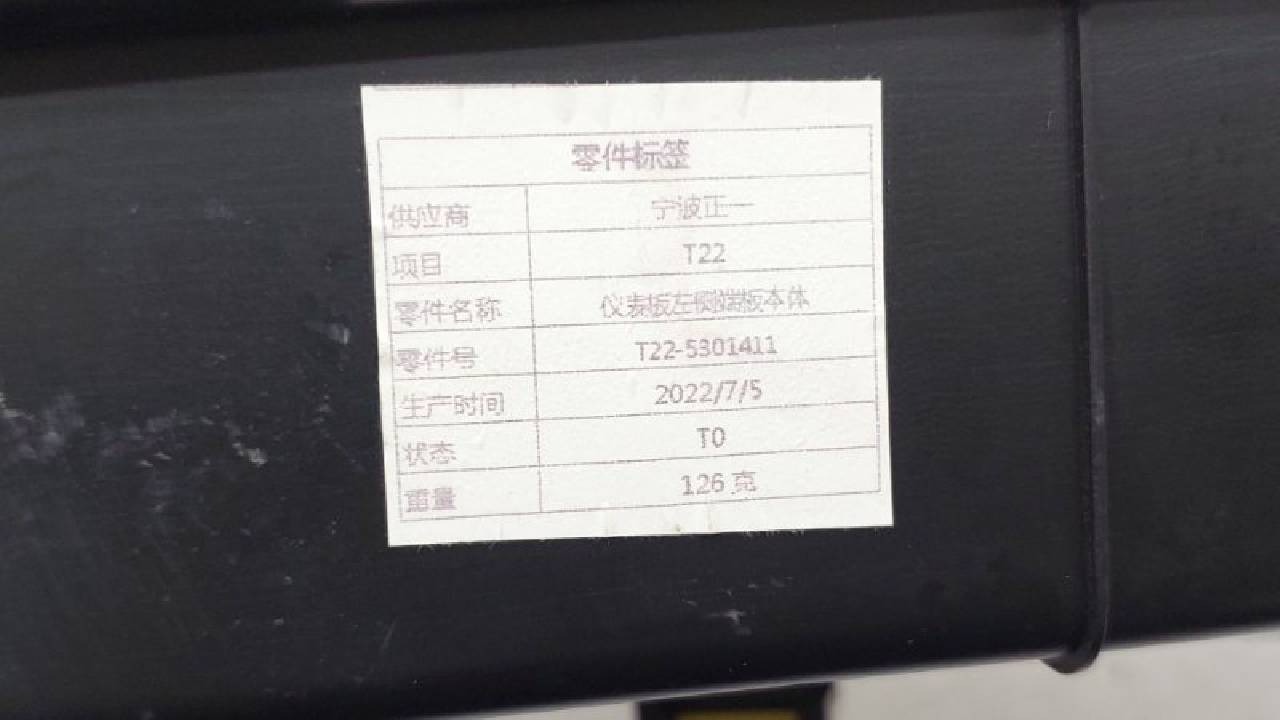 零件标签
供应商 宁波正一
项目 T22
零件名称 仪表板左侧端板本体
零件号 T22-5301411
生产时间 2022/7/5
状态 T0
重量 126 克